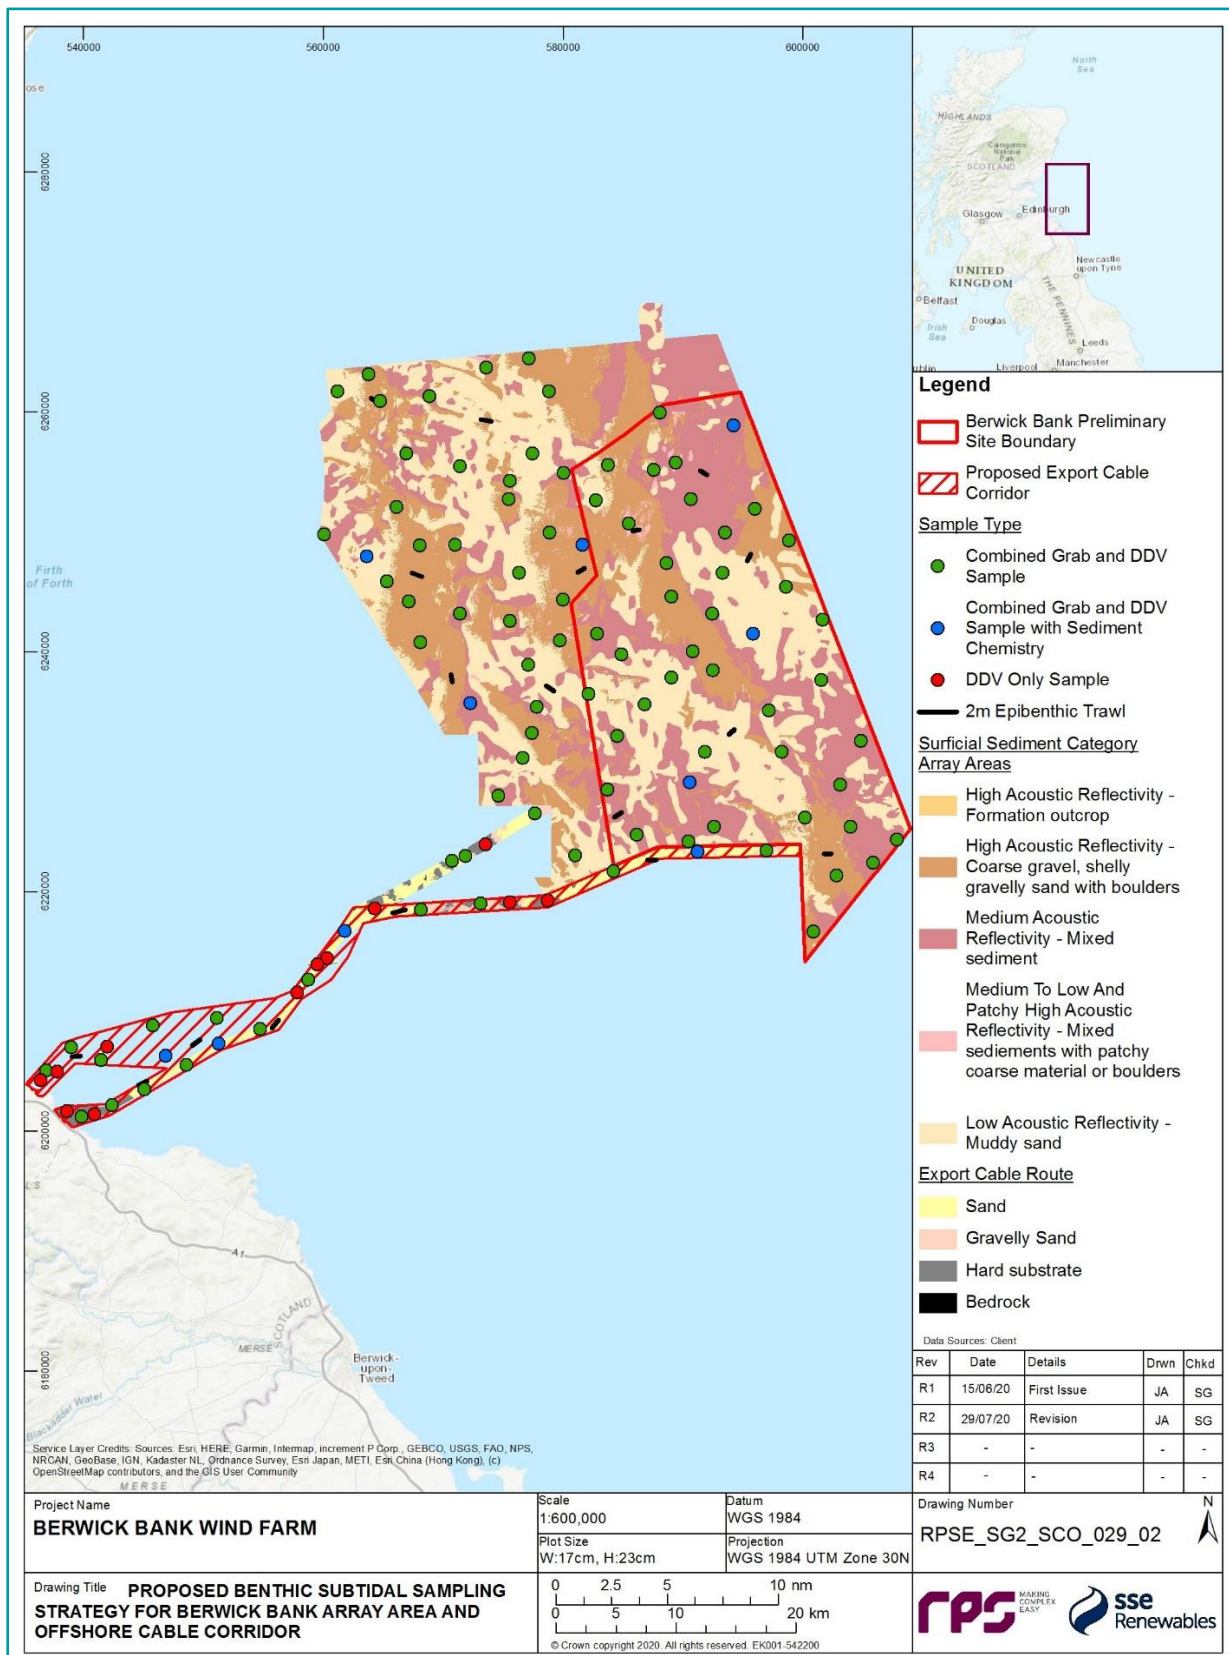 540000
560000
580000
600000
6280000
6260000
6240000
6220000
6200000
6180000
ose
Firth
of Forth
A1
SCOTLAND
MERSE
Berwick-
upon-
Tweed
Blackadder Water
MERSE
Service Layer Credits: Sources: Esri, HERE, Garmin, Intermap, increment P Corp., GEBCO, USGS, FAO, NPS,
NRCAN, GeoBase, IGN, Kadaster NL, Ordnance Survey, Esri Japan, METI, Esri China (Hong Kong), (c)
OpenStreetMap contributors, and the GIS User Community
North
Sea
HIGHLANDS
Cairngorms
National
Park
SCOTLAND
Glasgow
Edinburgh
Newcastle
upon Tyne
UNITED
KINGDOM
THE PENNINES
Belfast
Douglas
Irish
Sea
Leeds
Manchester
Liverpool
ublin
Legend
Berwick Bank Preliminary
Site Boundary
Proposed Export Cable
Corridor
Sample Type
Combined Grab and DDV
Sample
Combined Grab and DDV
Sample with Sediment
Chemistry
DDV Only Sample
2m Epibenthic Trawl
Surficial Sediment Category
Array Areas
High Acoustic Reflectivity -
Formation outcrop
High Acoustic Reflectivity -
Coarse gravel, shelly
gravelly sand with boulders
Medium Acoustic
Reflectivity - Mixed
sediment
Medium To Low And
Patchy High Acoustic
Reflectivity - Mixed
sediements with patchy
coarse material or boulders
Low Acoustic Reflectivity -
Muddy sand
Export Cable Route
Sand
Gravelly Sand
Hard substrate
Bedrock
Data Sources: Client
Rev Date Details Drwn Chkd
R1 15/06/20 First Issue JA SG
R2 29/07/20 Revision JA SG
R3 - - - -
R4 - - - -
Project Name
BERWICK BANK WIND FARM
Scale
1:600,000
Datum
WGS 1984
Plot Size
W:17cm, H:23cm
Projection
WGS 1984 UTM Zone 30N
Drawing Number
RPSE_SG2_SCO_029_02
N
Drawing Title PROPOSED BENTHIC SUBTIDAL SAMPLING
STRATEGY FOR BERWICK BANK ARRAY AREA AND
OFFSHORE CABLE CORRIDOR
0 2.5 5 10 nm
0 5 10 20 km
© Crown copyright 2020. All rights reserved. EK001-542200
rps
MAKING
COMPLEX
EASY
sse
Renewables